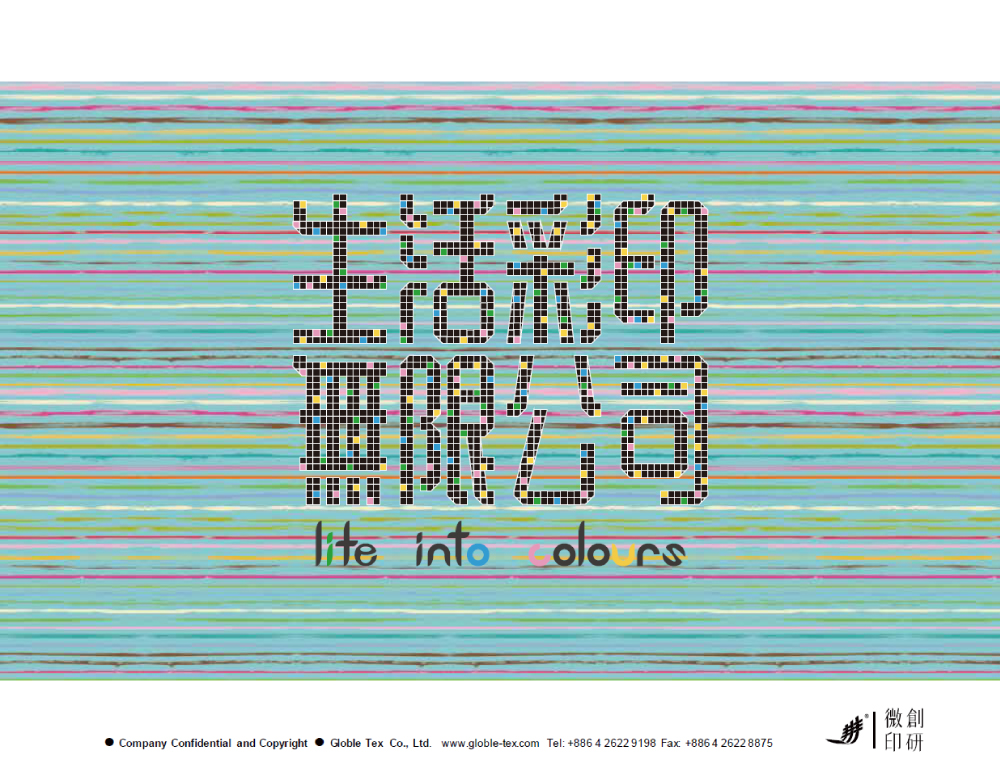 生活彩印
無限公司
life into colours
● Company Confidential and Copyright ● Globle Tex Co., Ltd. www.globle-tex.com Tel: +886 4 2622 9198 Fax: +886 4 2622 8875
微創
印研